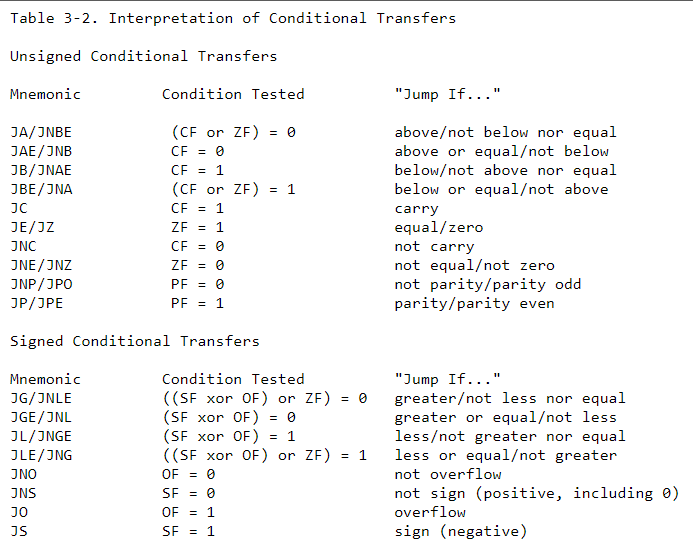 Table 3-2. Interpretation of Conditional Transfers
Unsigned Conditional Transfers
Mnemonic Condition Tested "Jump If..."
JA/JNBE (CF or ZF) = 0 above/not below nor equal
JAE/JNB CF = 0 above or equal/not below
JB/JNAE CF = 1 below/not above nor equal
JBE/JNA (CF or ZF) = 1 below or equal/not above
JC CF = 1 carry
JE/JZ ZF = 1 equal/zero
JNC CF = 0 not carry
JNE/JNZ ZF = 0 not equal/not zero
JNP/JPO PF = 0 not parity/parity odd
JP/JPE PF = 1 parity/parity even
Signed Conditional Transfers
Mnemonic Condition Tested "Jump If..."
JG/JNLE ((SF xor OF) or ZF) = 0 greater/not less nor equal
JGE/JNL (SF xor OF) = 0 greater or equal/not less
JL/JNGE (SF xor OF) = 1 less/not greater nor equal
JLE/JNG ((SF xor OF) or ZF) = 1 less or equal/not greater
JNO OF = 0 not overflow
JNS SF = 0 not sign (positive, including 0)
JO OF = 1 overflow
JS SF = 1 sign (negative)